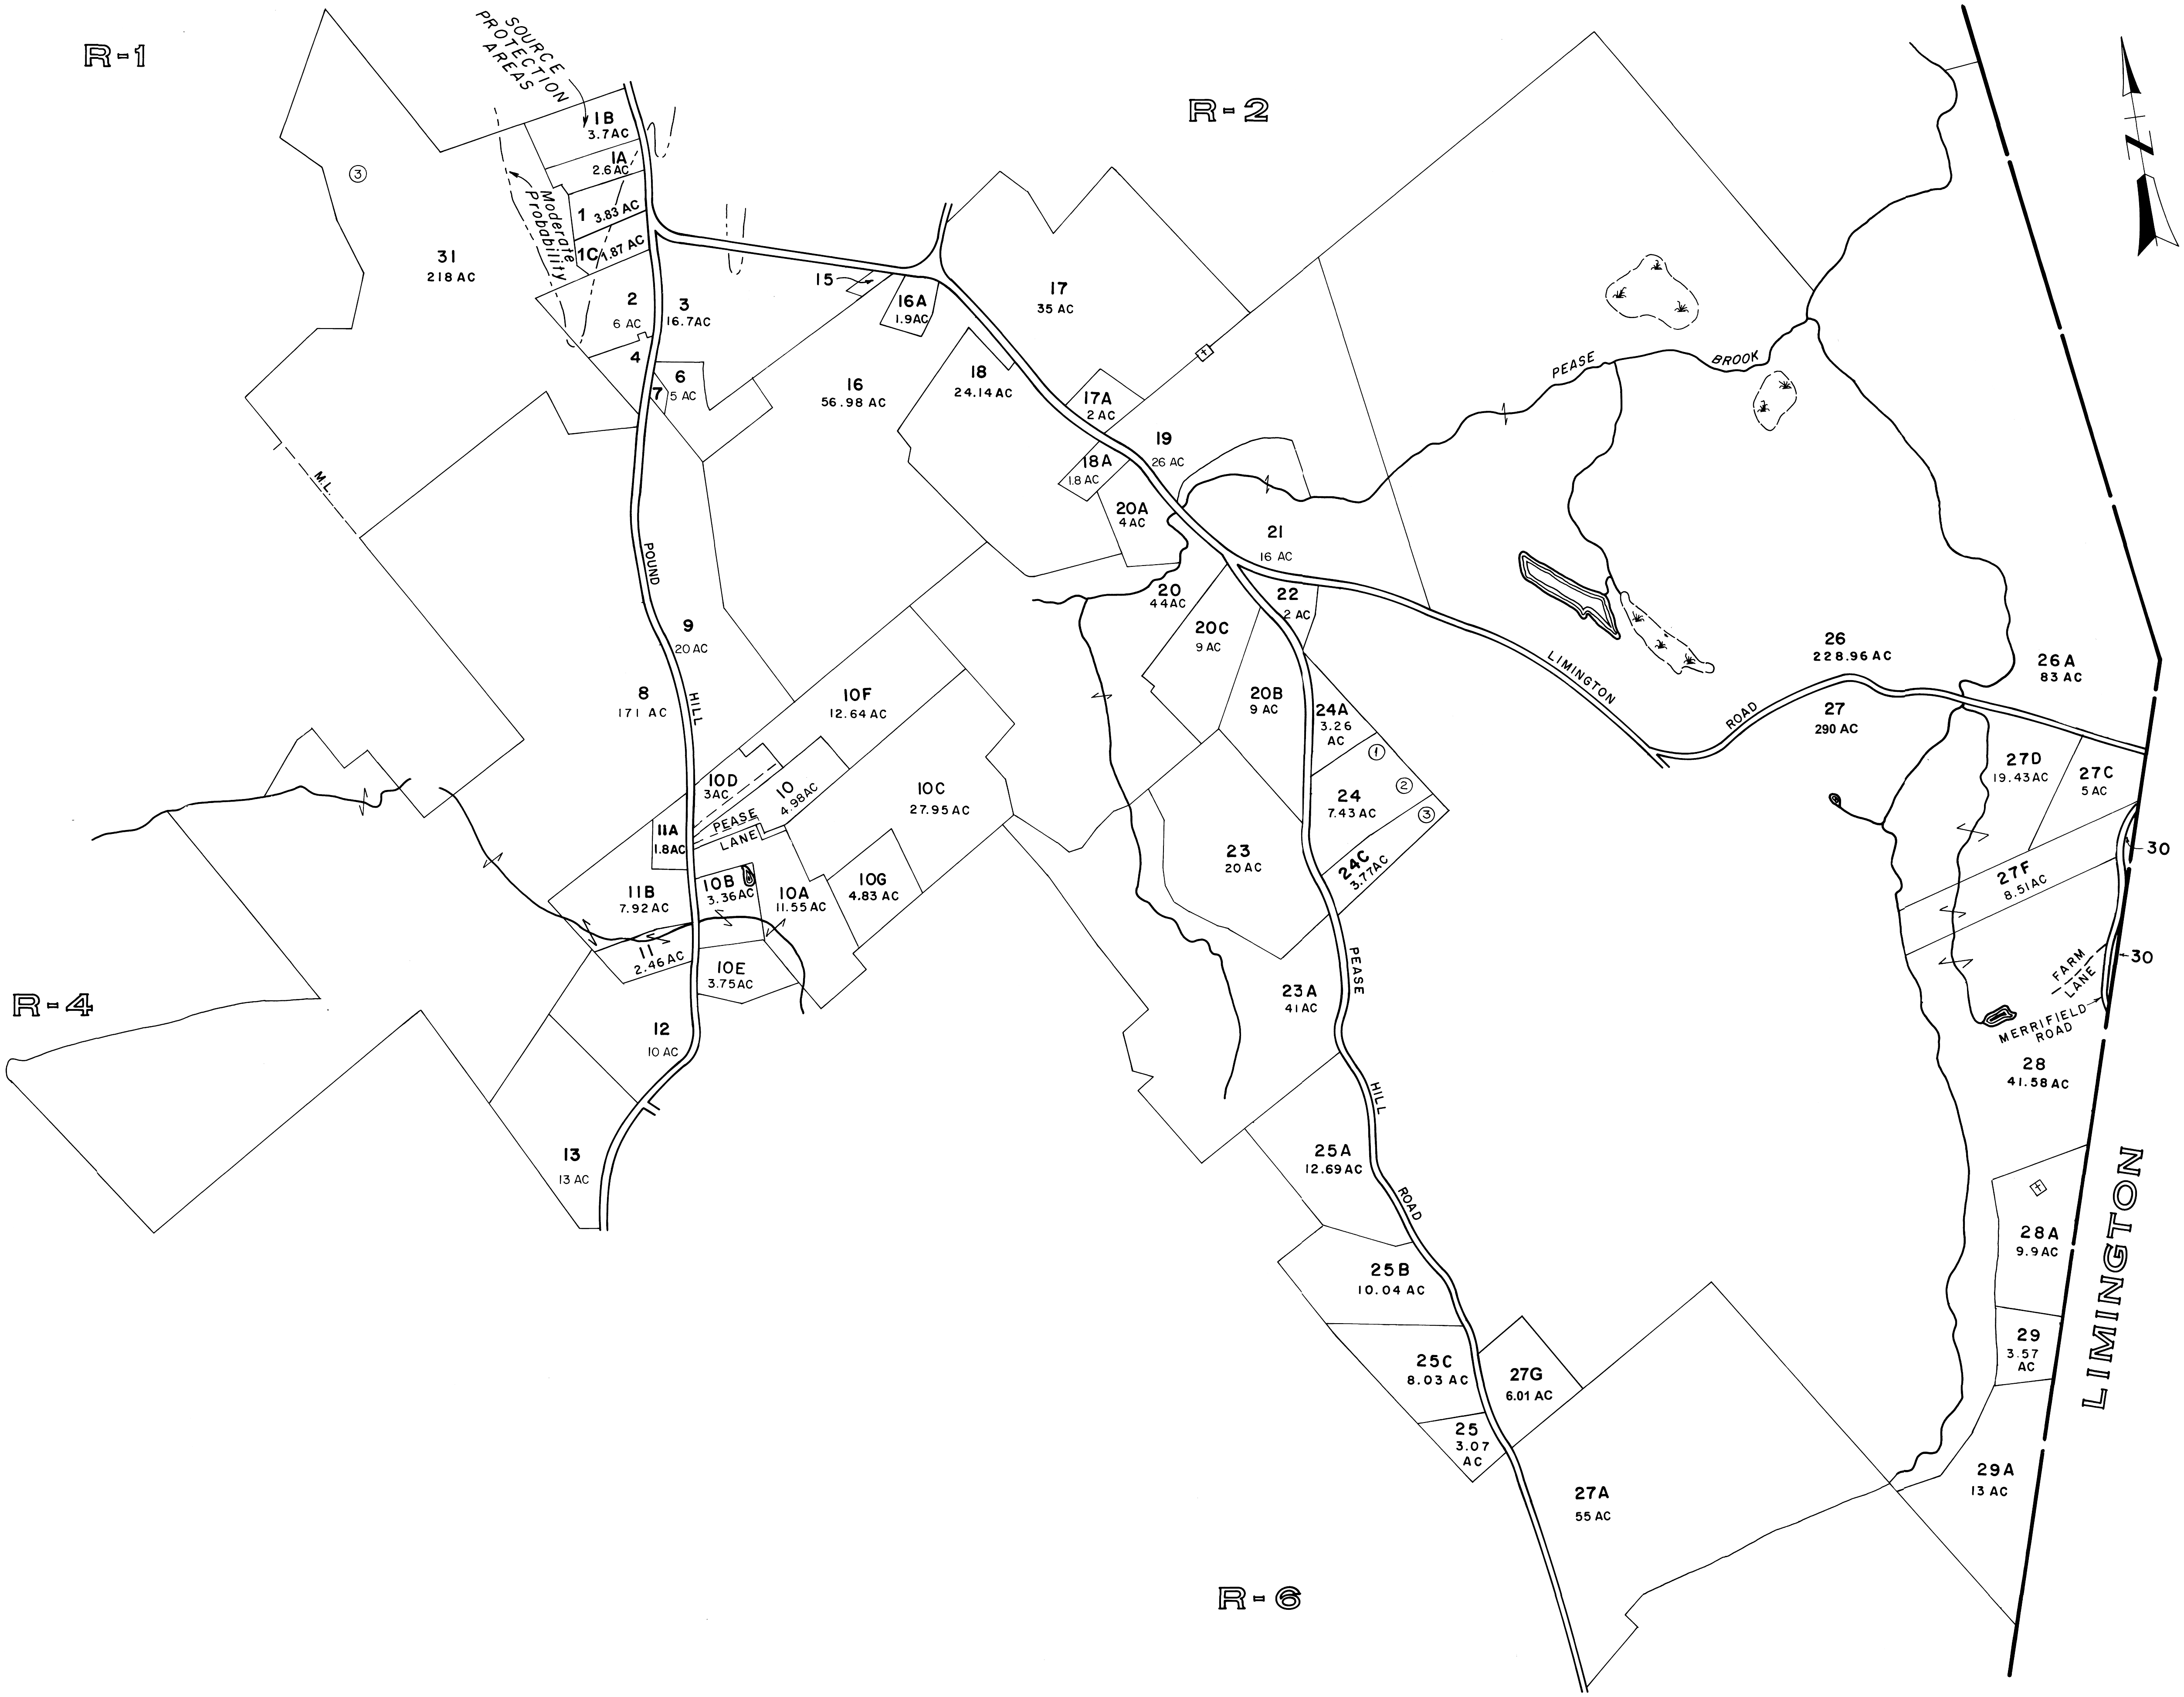 R-1
SOURCE
PROTECTION
AREAS
R-2
N
1B
3.7AC
1A
2.6AC
3
Moderate
Probability
1 3.83 AC
1C 1.87 AC
31
218 AC
2
6 AC
3
16.7AC
15
16A
1.9AC
17
35 AC
4
6
5 AC
7
16
56.98 AC
18
24.14 AC
17A
2 AC
PEASE
BROOK
19
26 AC
18A
1.8 AC
M.L.
20A
4 AC
21
16 AC
POUND
20
44AC
22
2 AC
9
20 AC
20C
9 AC
26
228.96 AC
26A
83 AC
LIMINGTON
ROAD
8
171 AC
HILL
10F
12.64 AC
20B
9 AC
24A
3.26
AC
27
290 AC
1
27D
19.43AC
27C
5 AC
10D
3AC
10
4.98AC
10C
27.95 AC
2
24
7.43AC
3
PEASE
LANE
11A
1.8AC
30
23
20 AC
24C
3.77AC
27F
8.51AC
11B
7.92 AC
10B
3.36AC
10A
11.55 AC
10G
4.83 AC
11
2.46 AC
10E
3.75AC
30
FARM
LANE
PEASE
R-4
23A
41 AC
MERRIFIELD
ROAD
12
10 AC
28
41.58 AC
HILL
13
13 AC
25A
12.69 AC
ROAD
LIMINGTON
28A
9.9 AC
25B
10.04 AC
29
3.57
AC
25C
8.03 AC
27G
6.01 AC
25
3.07
AC
29A
13 AC
27A
55 AC
R-6